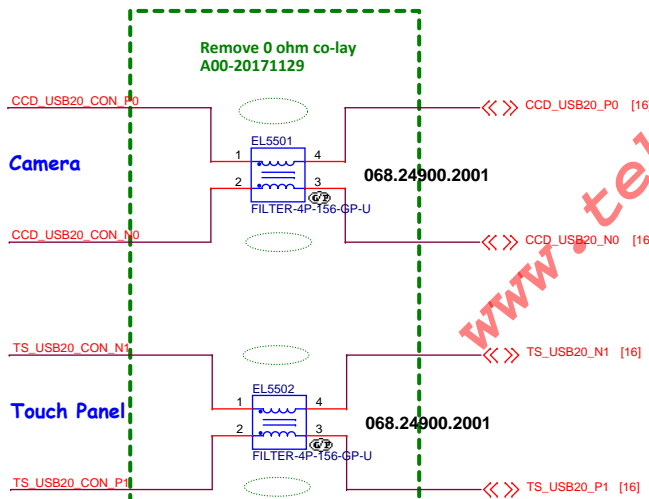 Remove 0 ohm co-lay
A00-20171129
CCD_USB20_CON_P0
CCD_USB20_P0 [16]
EL5501
1
4
Camera
068.24900.2001
2
3
G/P
FILTER-4P-156-GP-U
CCD_USB20_CON_N0
CCD_USB20_N0 [16
www.te
TS_USB20_CON_N1
TS_USB20_N1 [16]
EL5502
1
4
Touch Panel
068.24900.2001
2
3
G/P
FILTER-4P-156-GP-U
TS_USB20_CON_P1
TS_USB20_P1 [16]